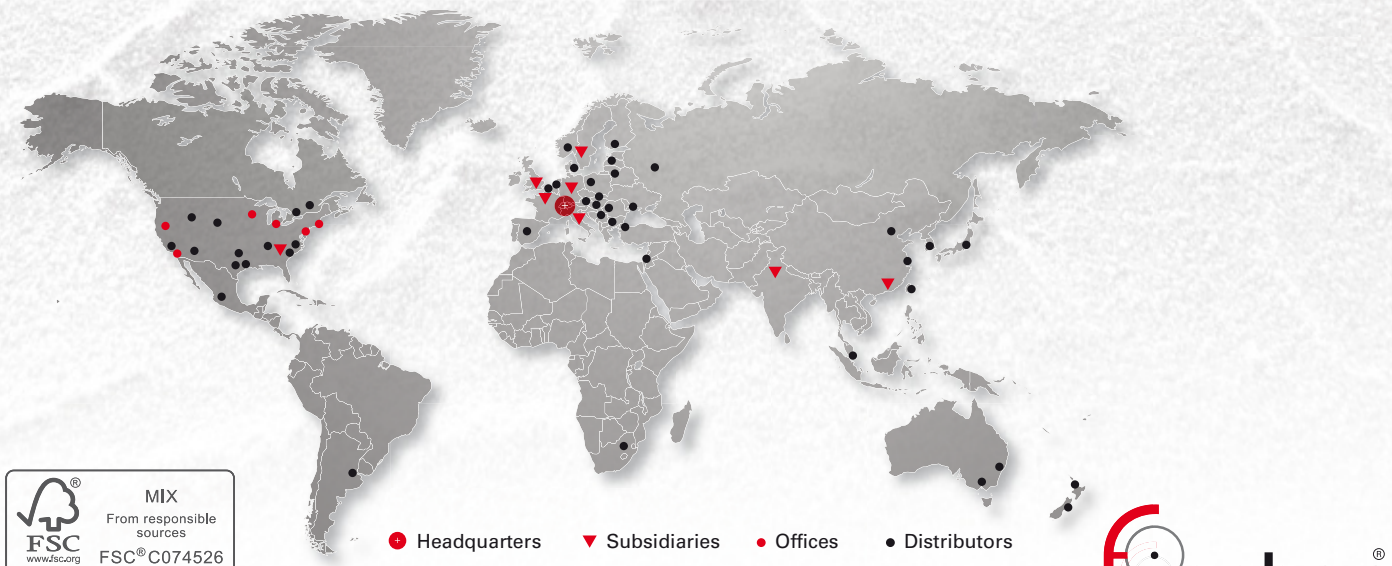 ®
MIX
From responsible
sources
FSC
www.fsc.org
FSC® C074526
Headquarters
Subsidiaries
Offices
Distributors
®